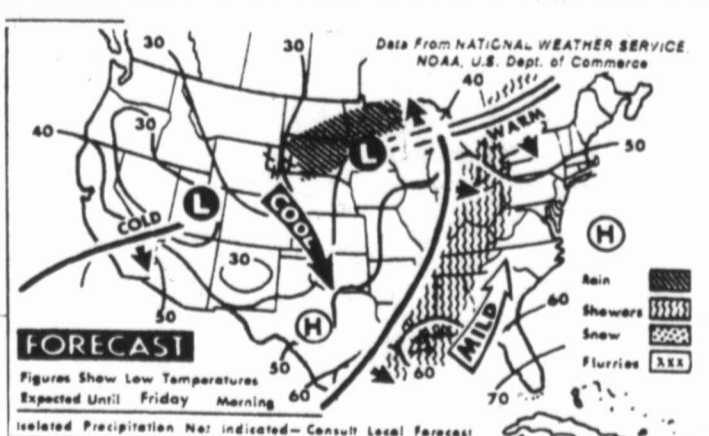 Data From NATIONAL WEATHER SERVICE,
NOAA, U.S. Dept. of Commerce
30
30
40
40
30
WARM
50
L
L
COLD
COOL
H
30
Rain
50
H
MILD
60
Showers
Snow
FORECAST
60
Flurries
50
60
70
Figures Show Low Temperatures
Expected Until Friday Morning
Isolated Precipitation Not Indicated— Consult Local Forecast